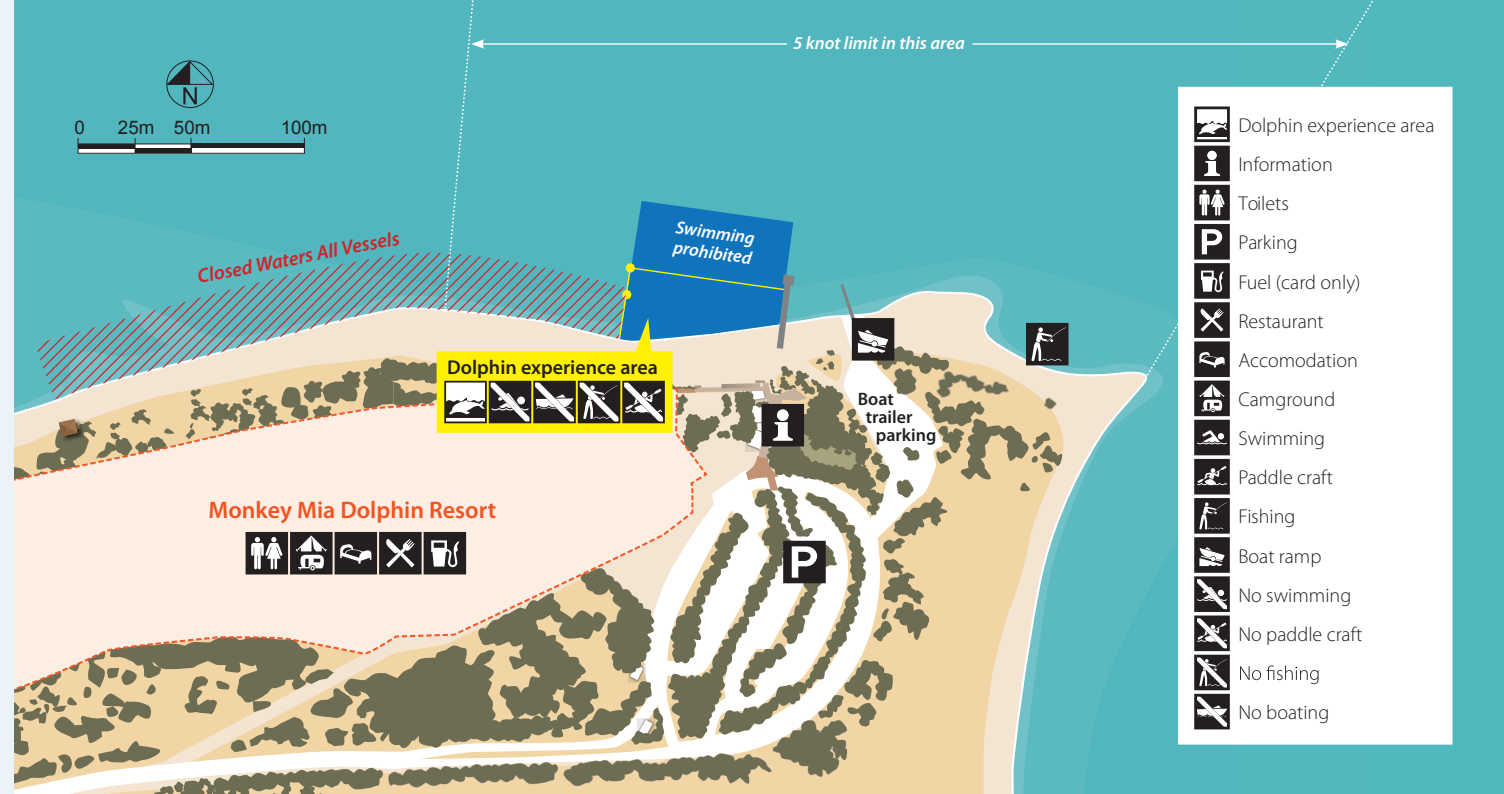 5 knot limit in this area
N
0 25m 50m 100m
Closed Waters All Vessels
Swimming
prohibited
Dolphin experience area
i
Boat
trailer
parking
Monkey Mia Dolphin Resort
P
Dolphin experience area
i Information
Toilets
P Parking
Fuel (card only)
Restaurant
Accomodation
Camground
Swimming
Paddle craft
Fishing
Boat ramp
No swimming
No paddle craft
No fishing
No boating